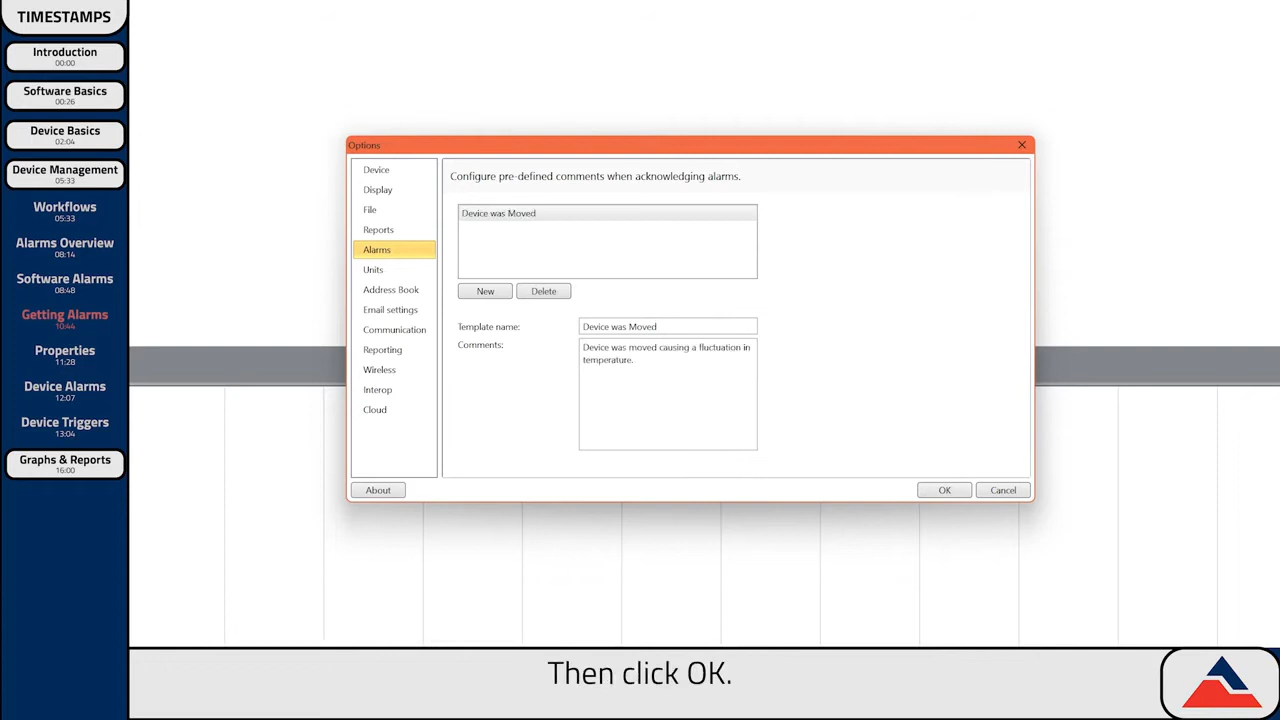 TIMESTAMPS
Introduction
00:00
Software Basics
00:26
Device Basics
02:04
Device Management
05:33
Workflows
05:33
Alarms Overview
08:14
Software Alarms
08:48
Getting Alarms
10:44
Properties
11:28
Device Alarms
12:07
Device Triggers
13:04
Graphs & Reports
16:00
Options
Device
Display
File
Reports
Alarms
Units
Address Book
Email settings
Communication
Reporting
Wireless
Interop
Cloud
About
Configure pre-defined comments when acknowledging alarms.
Device was Moved
New
Delete
Template name:
Device was Moved
Comments:
Device was moved causing a fluctuation in
temperature.
OK
Cancel
Then click OK.